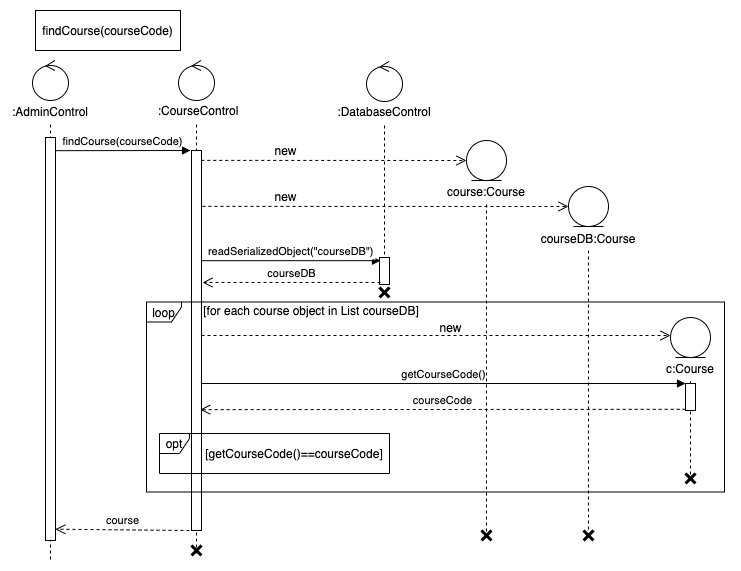 findCourse(courseCode)
:AdminControl
:CourseControl
:DatabaseControl
findCourse(courseCode)
new
course:Course
new
courseDB:Course
readSerializedObject("courseDB")
courseDB
loop
[for each course object in List courseDB]
new
c:Course
getCourseCode()
courseCode
opt
[getCourseCode()==courseCode]
course